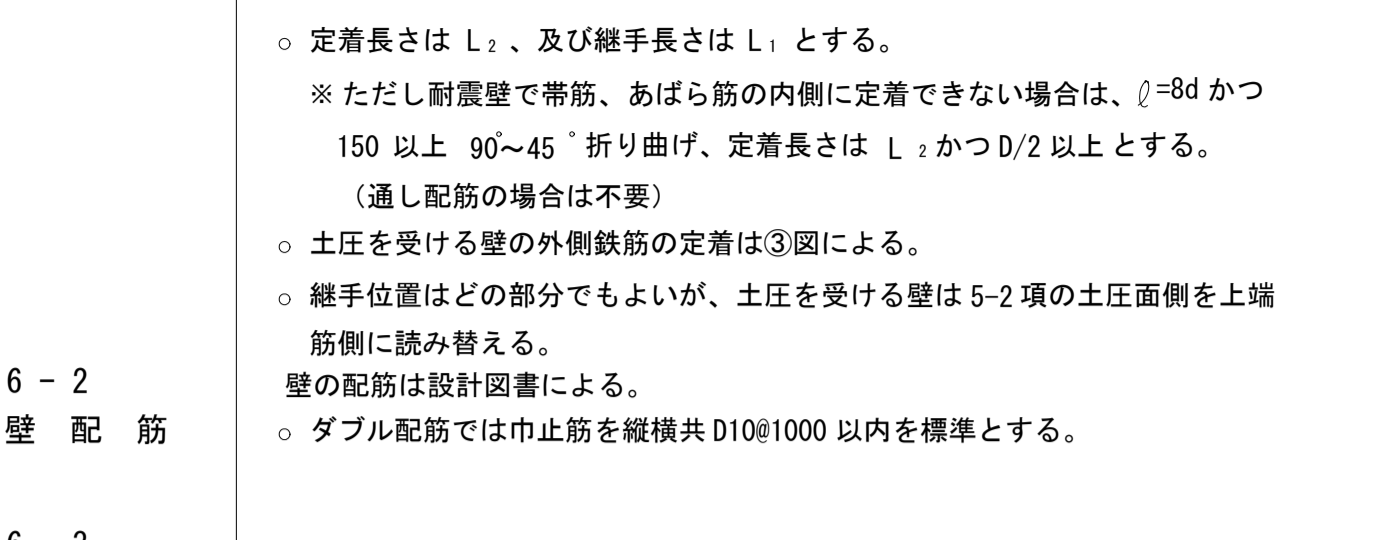 ○ 定着長さは L₂、及び継手長さは L₁ とする。
※ ただし耐震壁で帯筋、あばら筋の内側に定着できない場合は、ℓ=8d かつ
150 以上 90°～45°折り曲げ、定着長さは L₂かつ D/2 以上とする。
（通し配筋の場合は不要）
○ 土圧を受ける壁の外側鉄筋の定着は③図による。
○ 継手位置はどの部分でもよいが、土圧を受ける壁は 5-2 項の土圧面側を上端
筋側に読み替える。
6 - 2
壁 配 筋
壁の配筋は設計図書による。
○ ダブル配筋では巾止筋を縦横共 D10@1000 以内を標準とする。